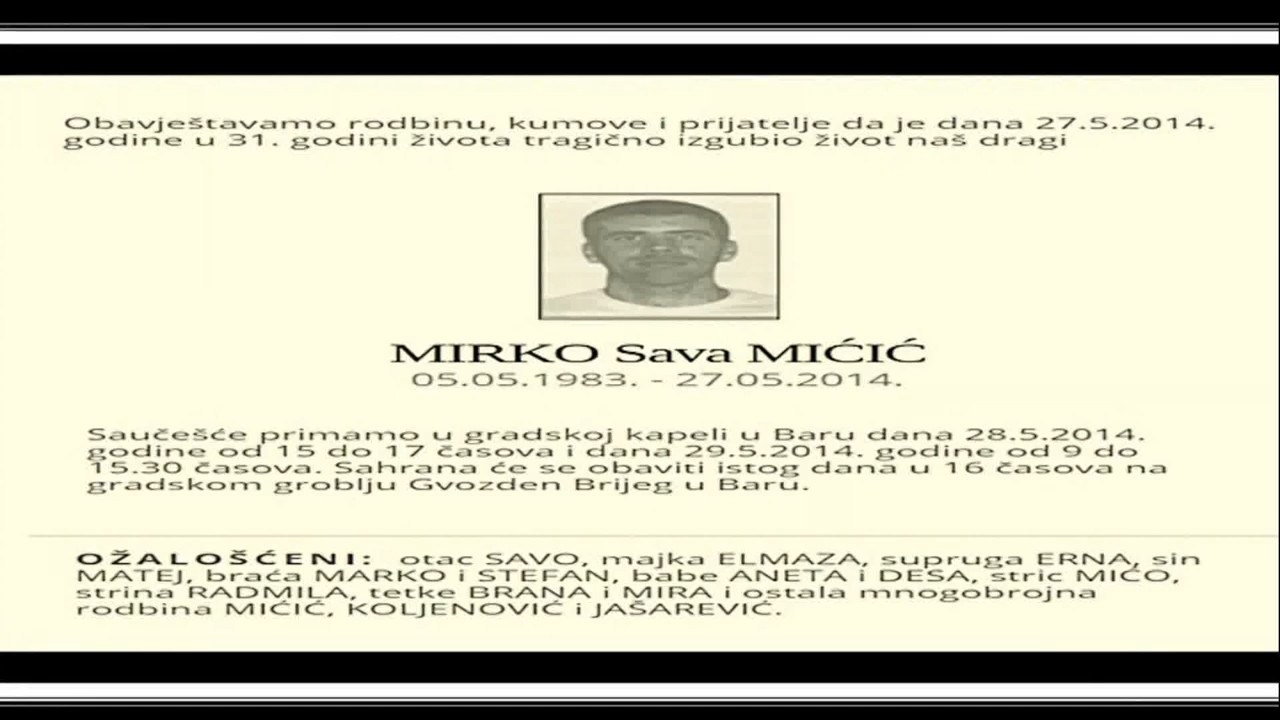 Obavještavamo rodbinu, kumove i prijatelje da je dana 27.5.2014.
godine u 31. godini života tragično izgubio život naš dragi
MIRKO Sava MIĆIĆ
05.05.1983. - 27.05.2014.
Saučešće primamo u gradskoj kapeli u Baru dana 28.5.2014.
godine od 15 do 17 časova i dana 29.5.2014. godine od 9 do
15.30 časova. Sahrana će se obaviti istog dana u 16 časova na
gradskom groblju Gvozden Brijeg u Baru.
OŽALOŠĆENI: otac SAVO, majka ELMAZA, supruga ERNA, sin
MATEJ, braća MARKO i STEFAN, babe ANETA i DESA, stric MIĆO,
strina RADMILA, tetke BRANA i MIRA i ostala mnogobrojna
rodbina MIĆIĆ, KOLJENOVIĆ i JAŠAREVIĆ.